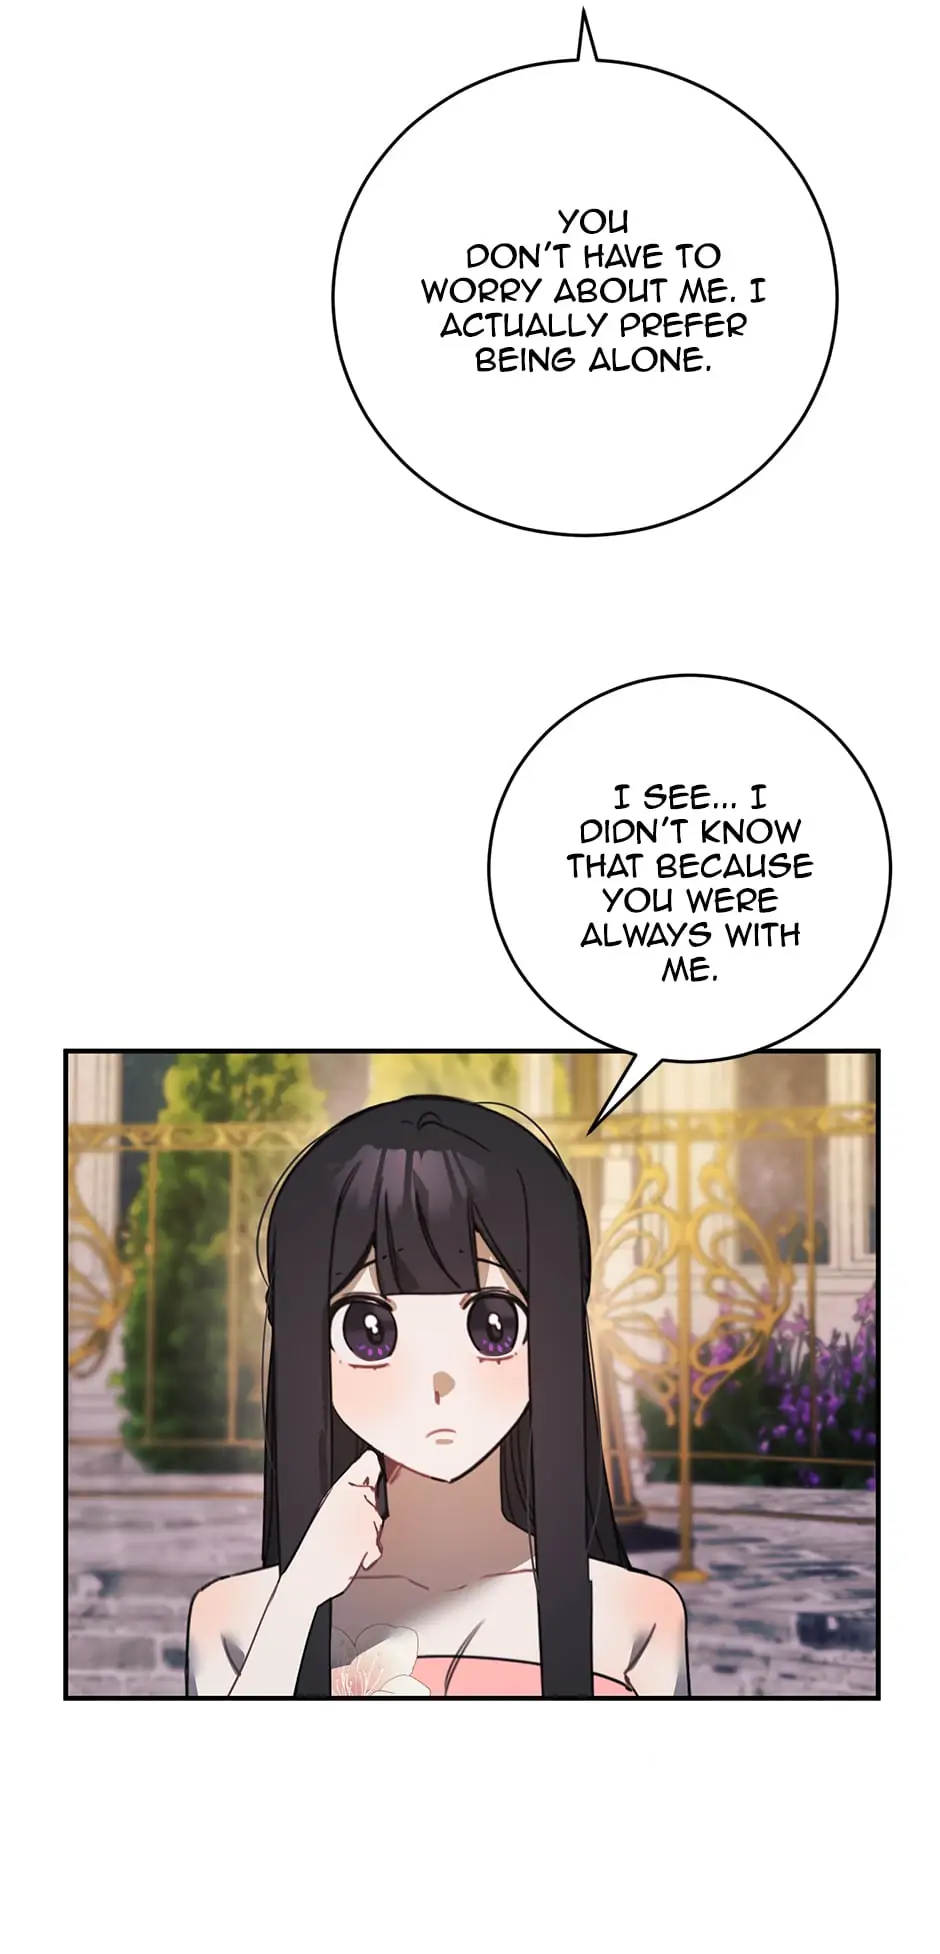 YOU
DON'T HAVE TO
WORRY ABOUT ME. I
ACTUALLY PREFER
BEING ALONE.
I SEE... I
DIDN'T KNOW
THAT BECAUSE
YOU WERE
ALWAYS WITH
ME.